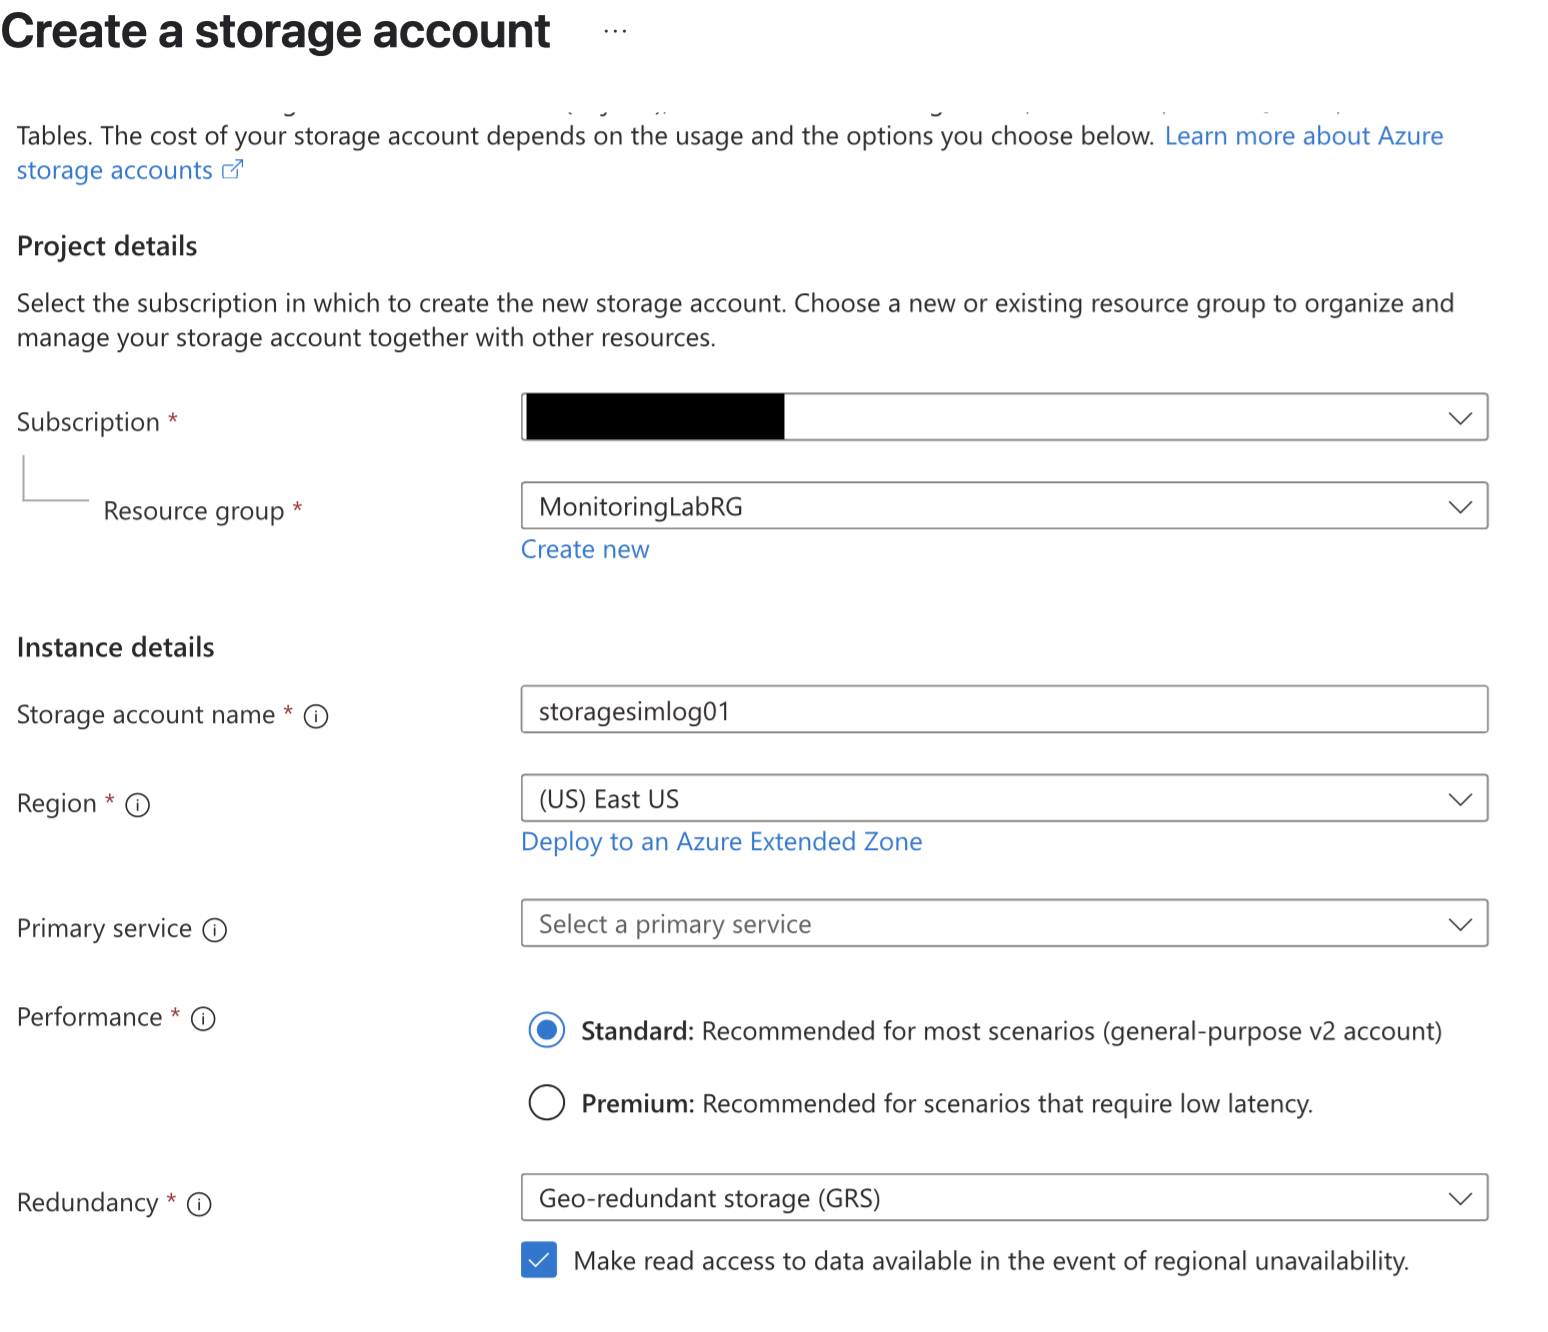 Create a storage account ...
Tables. The cost of your storage account depends on the usage and the options you choose below. Learn more about Azure
storage accounts
Project details
Select the subscription in which to create the new storage account. Choose a new or existing resource group to organize and
manage your storage account together with other resources.
Subscription *
Resource group *
MonitoringLabRG
Create new
Instance details
Storage account name *
storagesimlog01
Region *
(US) East US
Deploy to an Azure Extended Zone
Primary service
Select a primary service
Performance *
Standard: Recommended for most scenarios (general-purpose v2 account)
Premium: Recommended for scenarios that require low latency.
Redundancy *
Geo-redundant storage (GRS)
Make read access to data available in the event of regional unavailability.